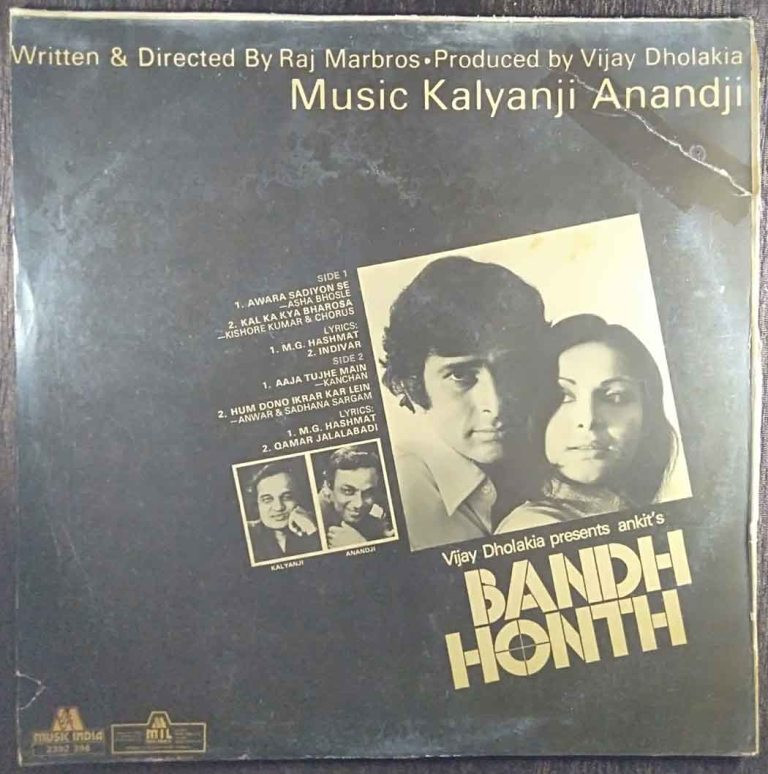 Written & Directed By Raj Marbros • Produced by Vijay Dholakia
Music Kalyanji Anandji
SIDE 1
1. AWARA SADIYON SE
—ASHA BHOSLE
2. KAL KA KYA BHAROSA
—KISHORE KUMAR & CHORUS
LYRICS:
1. M.G. HASHMAT
2. INDIVAR
SIDE 2
1. AAJA TUJHE MAIN
—KANCHAN
2. HUM DONO IKRAR KAR LEIN
—ANWAR & SADHANA SARGAM
LYRICS:
1. M.G. HASHMAT
2. QAMAR JALALABADI
KALYANJI
ANANDJI
Vijay Dholakia presents ankit's
BANDH
HONTH
MUSIC INDIA
2392 396
MIL